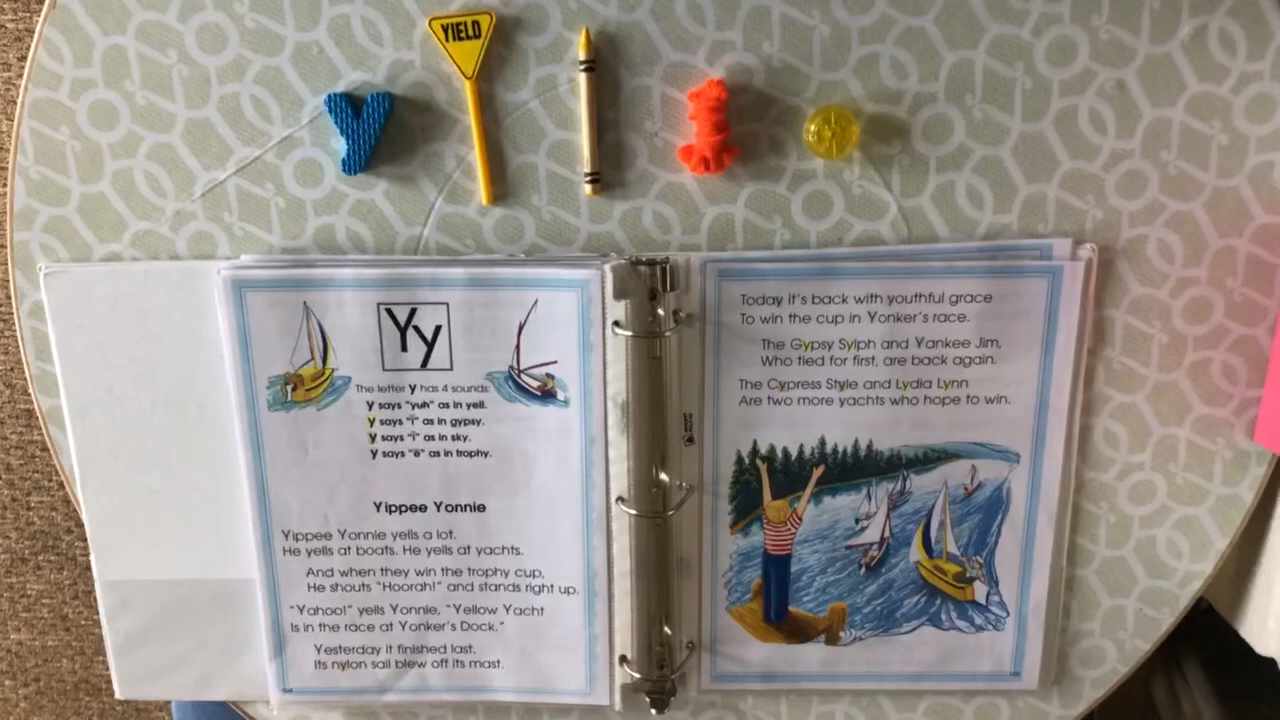 y
YIELD
Yy
The letter y has 4 sounds:
y says "yuh" as in yell.
y says "ĭ" as in gypsy.
y says "ī" as in sky.
y says "ē" as in trophy.
Yippee Yonnie
Yippee Yonnie yells a lot.
He yells at boats. He yells at yachts.
And when they win the trophy cup,
He shouts "Hoorah!" and stands right up.
"Yahoo!" yells Yonnie, "Yellow Yacht
Is in the race at Yonker's Dock."
Yesterday it finished last.
Its nylon sail blew off its mast.
Today it's back with youthful grace
To win the cup in Yonker's race.
The Gypsy Sylph and Yankee Jim,
Who tied for first, are back again.
The Cypress Style and Lydia Lynn
Are two more yachts who hope to win.